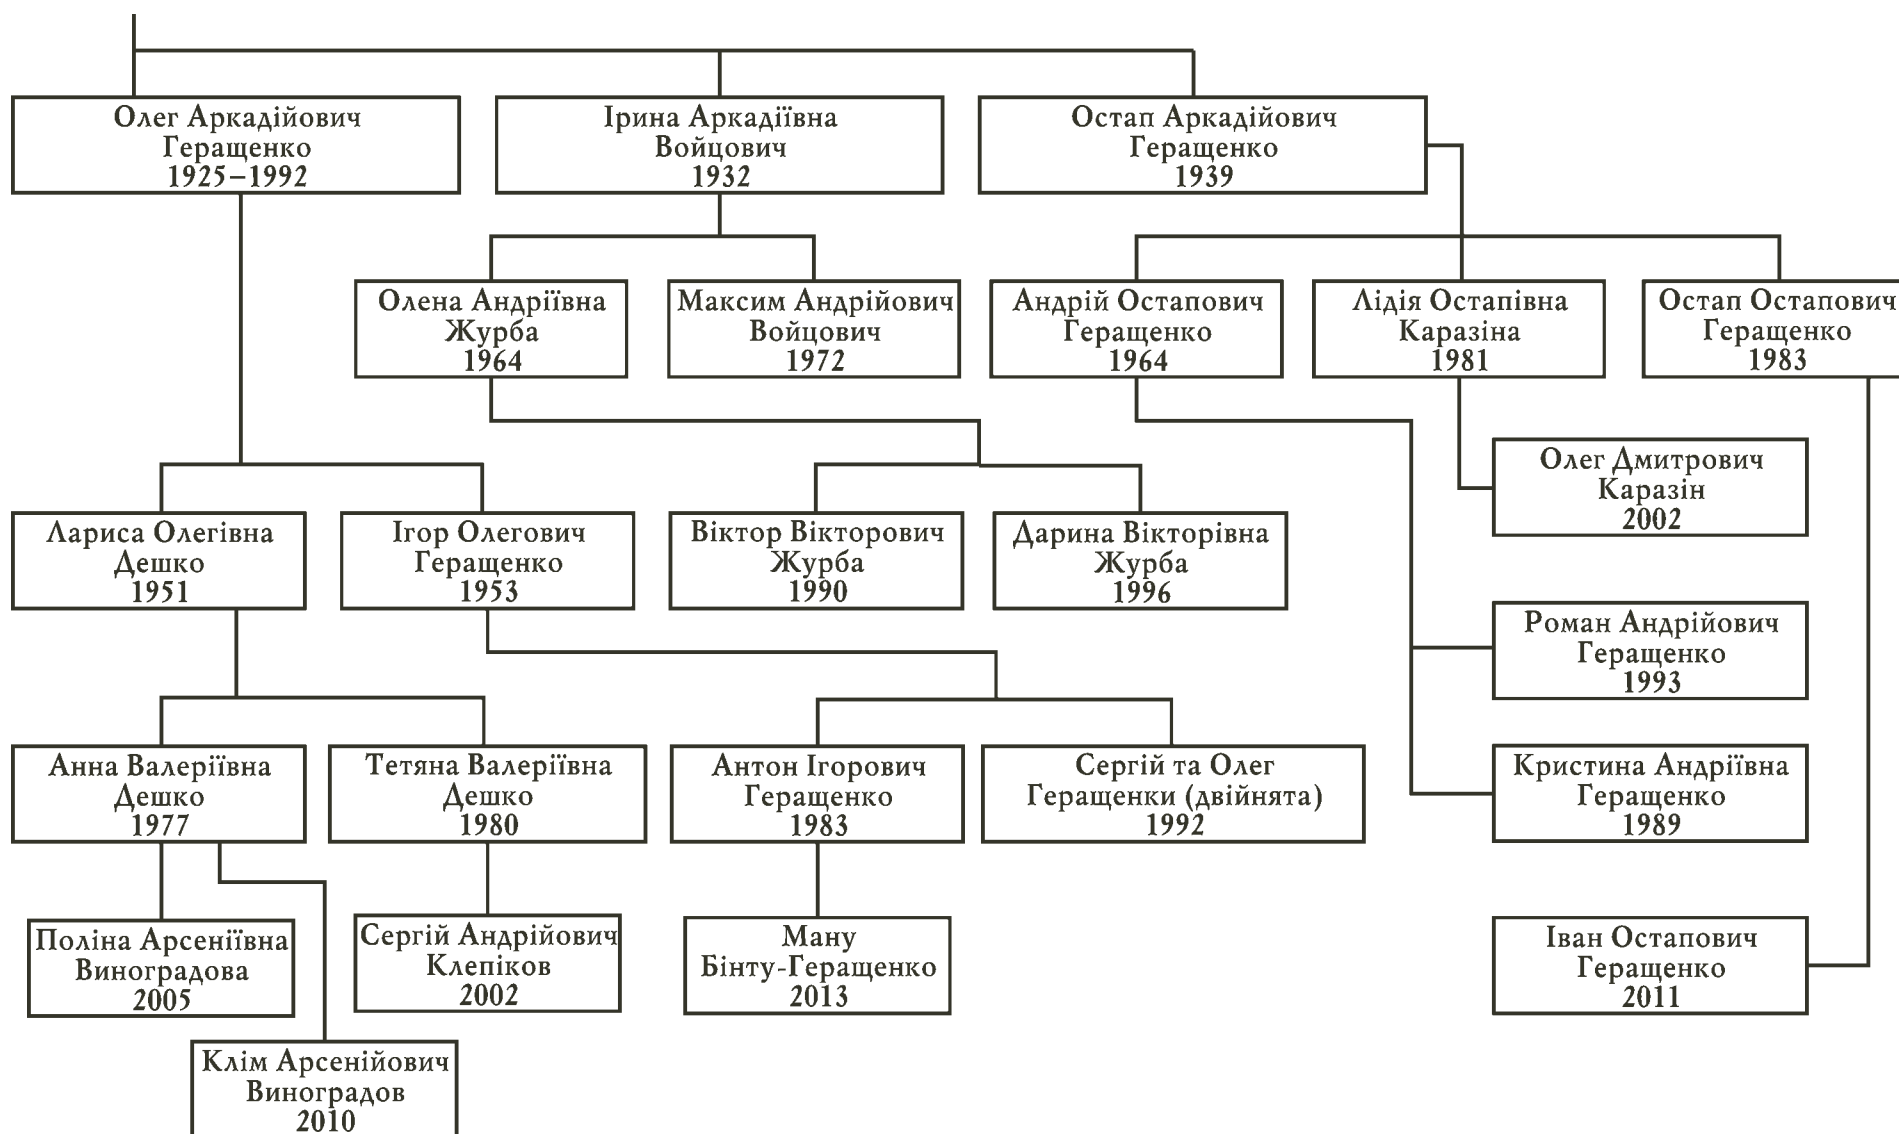 Олег Аркадійович
Геращенко
1925–1992
Ірина Аркадіївна
Войцович
1932
Остап Аркадійович
Геращенко
1939
Олена Андріївна
Журба
1964
Максим Андрійович
Войцович
1972
Андрій Остапович
Геращенко
1964
Лідія Остапівна
Каразіна
1981
Остап Остапович
Геращенко
1983
Олег Дмитрович
Каразін
2002
Лариса Олегівна
Дешко
1951
Ігор Олегович
Геращенко
1953
Віктор Вікторович
Журба
1990
Дарина Вікторівна
Журба
1996
Роман Андрійович
Геращенко
1993
Анна Валеріївна
Дешко
1977
Тетяна Валеріївна
Дешко
1980
Антон Ігорович
Геращенко
1983
Сергій та Олег
Геращенки (двійнята)
1992
Кристина Андріївна
Геращенко
1989
Поліна Арсеніївна
Виноградова
2005
Сергій Андрійович
Клепіков
2002
Ману
Бінту-Геращенко
2013
Іван Остапович
Геращенко
2011
Клім Арсенійович
Виноградов
2010